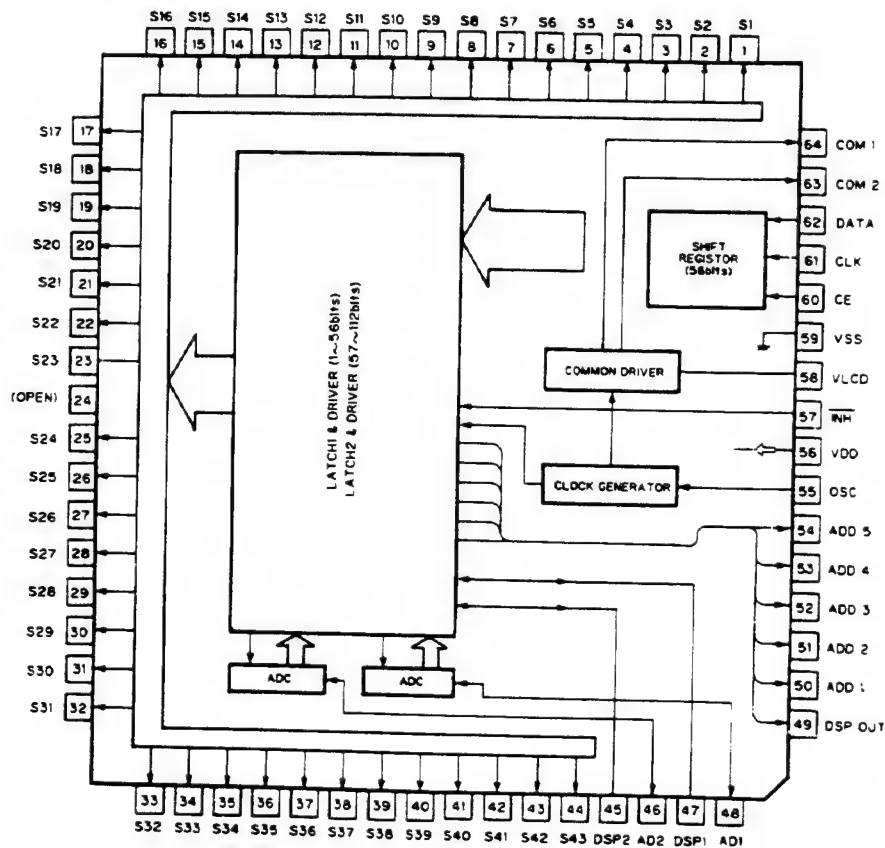 S16 S15 S14 S13 S12 S11 S10 S9 S8 S7 S6 S5 S4 S3 S2 S1
16 15 14 13 12 11 10 9 8 7 6 5 4 3 2 1
S17 17
S18 18
S19 19
S20 20
S21 21
S22 22
S23 23
(OPEN) 24
S24 25
S25 26
S26 27
S27 28
S28 29
S29 30
S30 31
S31 32
LATCH1 & DRIVER (1~56bits)
LATCH2 & DRIVER (57~112bits)
SHIFT
REGISTOR
(56bits)
COMMON DRIVER
CLOCK GENERATOR
ADC
ADC
64 COM 1
63 COM 2
62 DATA
61 CLK
60 CE
59 VSS
58 VLCD
57 INH
56 VDD
55 OSC
54 ADD 5
53 ADD 4
52 ADD 3
51 ADD 2
50 ADD 1
49 DSP OUT
33 34 35 36 37 38 39 40 41 42 43 44 45 46 47 48
S32 S33 S34 S35 S36 S37 S38 S39 S40 S41 S42 S43 DSP2 AD2 DSP1 AD1